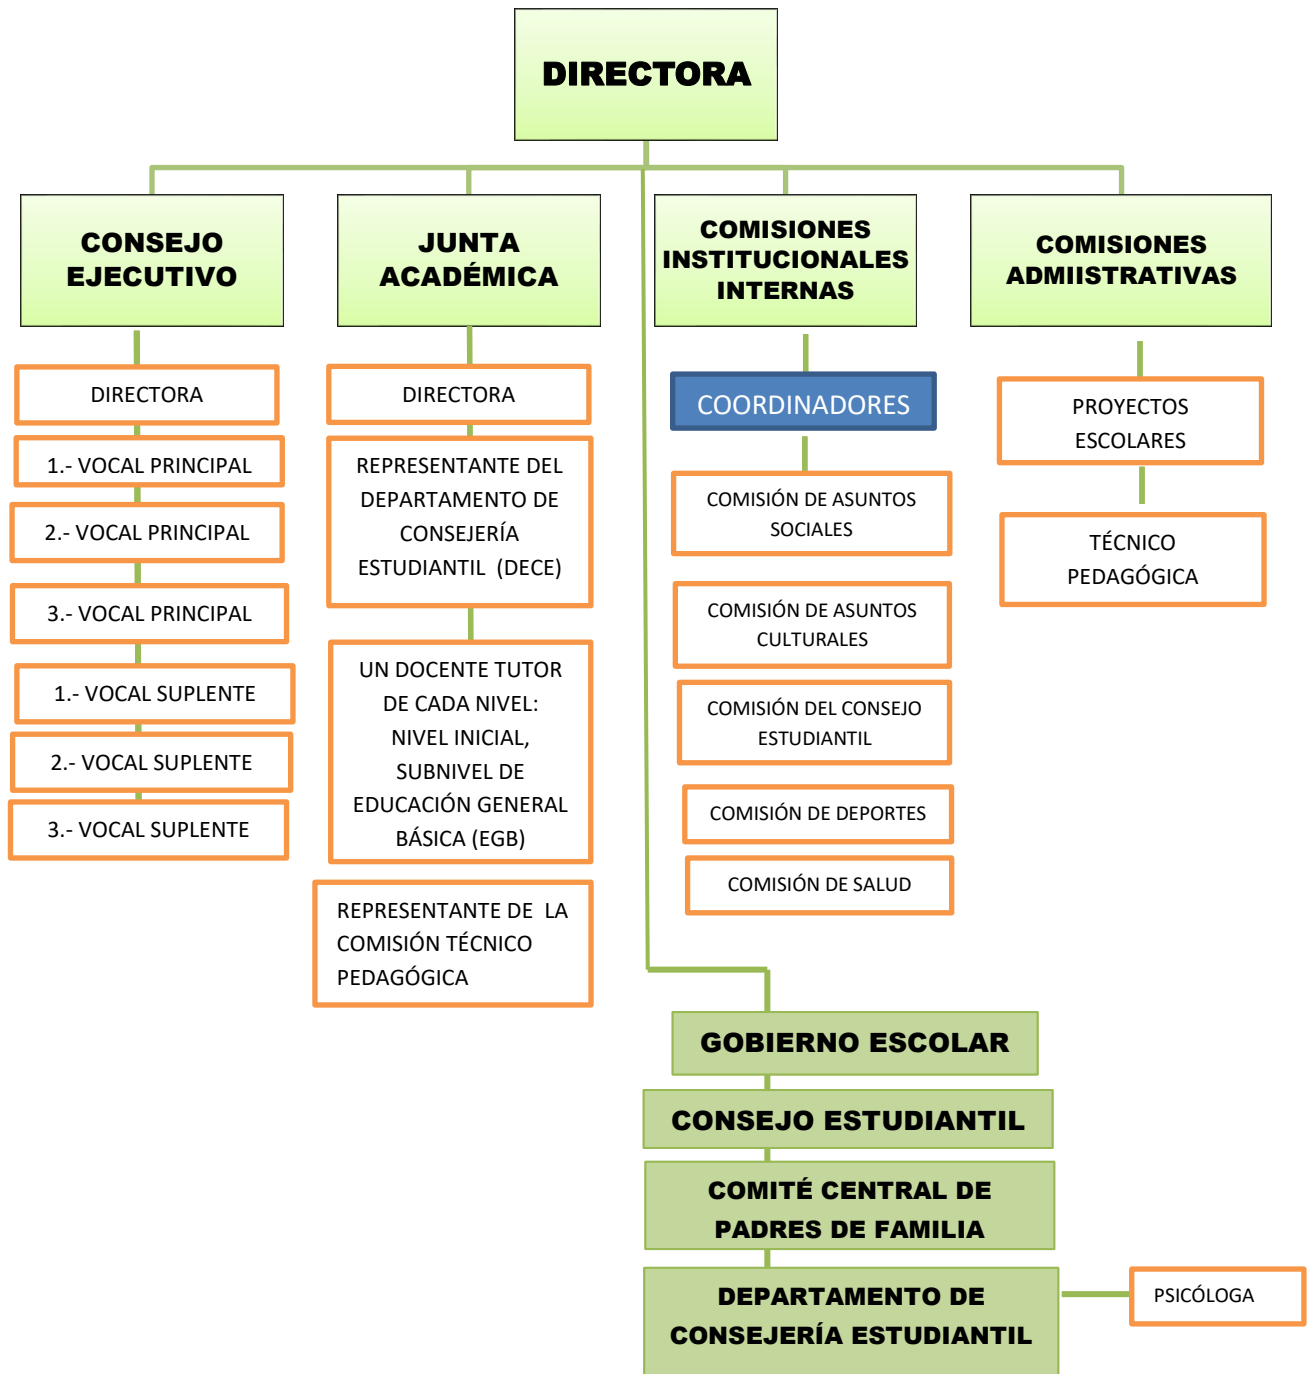 DIRECTORA
CONSEJO
EJECUTIVO
DIRECTORA
1.- VOCAL PRINCIPAL
2.- VOCAL PRINCIPAL
3.- VOCAL PRINCIPAL
1.- VOCAL SUPLENTE
2.- VOCAL SUPLENTE
3.- VOCAL SUPLENTE
JUNTA
ACADÉMICA
DIRECTORA
REPRESENTANTE DEL
DEPARTAMENTO DE
CONSEJERÍA
ESTUDIANTIL (DECE)
UN DOCENTE TUTOR
DE CADA NIVEL:
NIVEL INICIAL,
SUBNIVEL DE
EDUCACIÓN GENERAL
BÁSICA (EGB)
REPRESENTANTE DE LA
COMISIÓN TÉCNICO
PEDAGÓGICA
COMISIONES
INSTITUCIONALES
INTERNAS
COORDINADORES
COMISIÓN DE ASUNTOS
SOCIALES
COMISIÓN DE ASUNTOS
CULTURALES
COMISIÓN DEL CONSEJO
ESTUDIANTIL
COMISIÓN DE DEPORTES
COMISIÓN DE SALUD
COMISIONES
ADMIISTRATIVAS
PROYECTOS
ESCOLARES
TÉCNICO
PEDAGÓGICA
GOBIERNO ESCOLAR
CONSEJO ESTUDIANTIL
COMITÉ CENTRAL DE
PADRES DE FAMILIA
DEPARTAMENTO DE
CONSEJERÍA ESTUDIANTIL
PSICÓLOGA